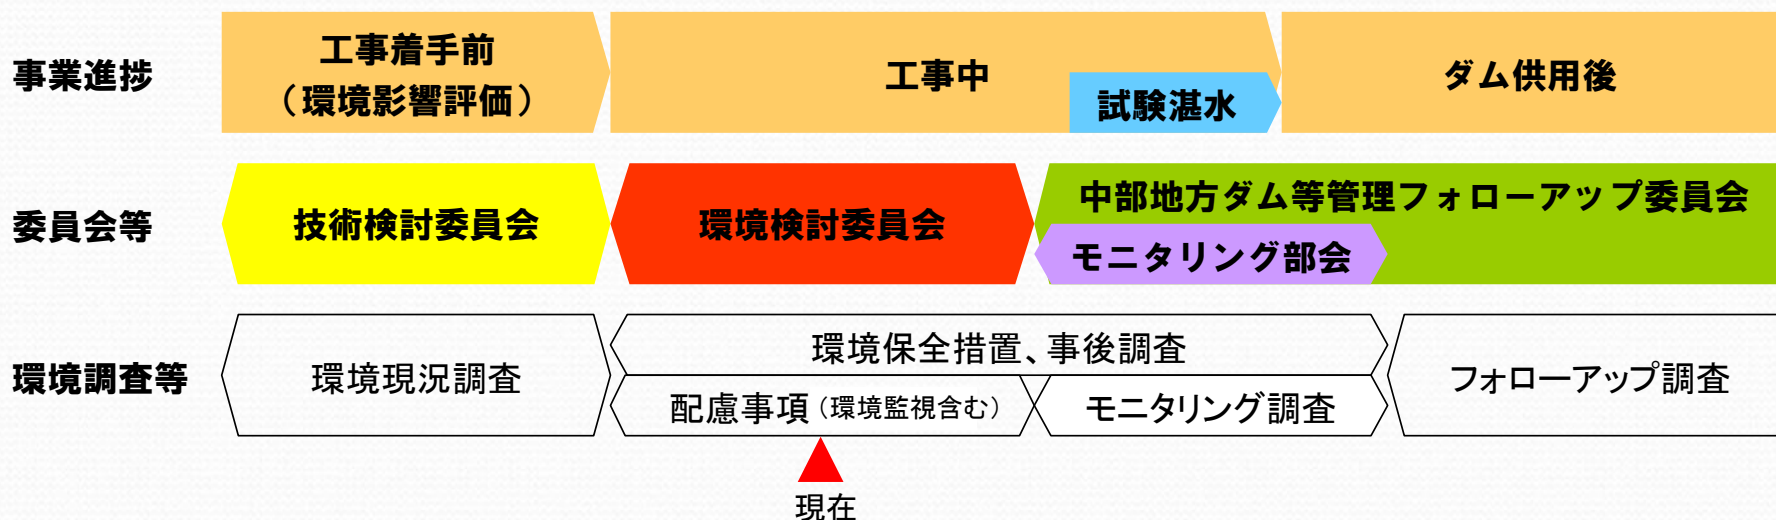 事業進捗
工事着手前
（環境影響評価）
工事中
試験湛水
ダム供用後
委員会等
技術検討委員会
環境検討委員会
中部地方ダム等管理フォローアップ委員会
モニタリング部会
環境調査等
環境現況調査
環境保全措置、事後調査
配慮事項（環境監視含む）
モニタリング調査
フォローアップ調査
現在